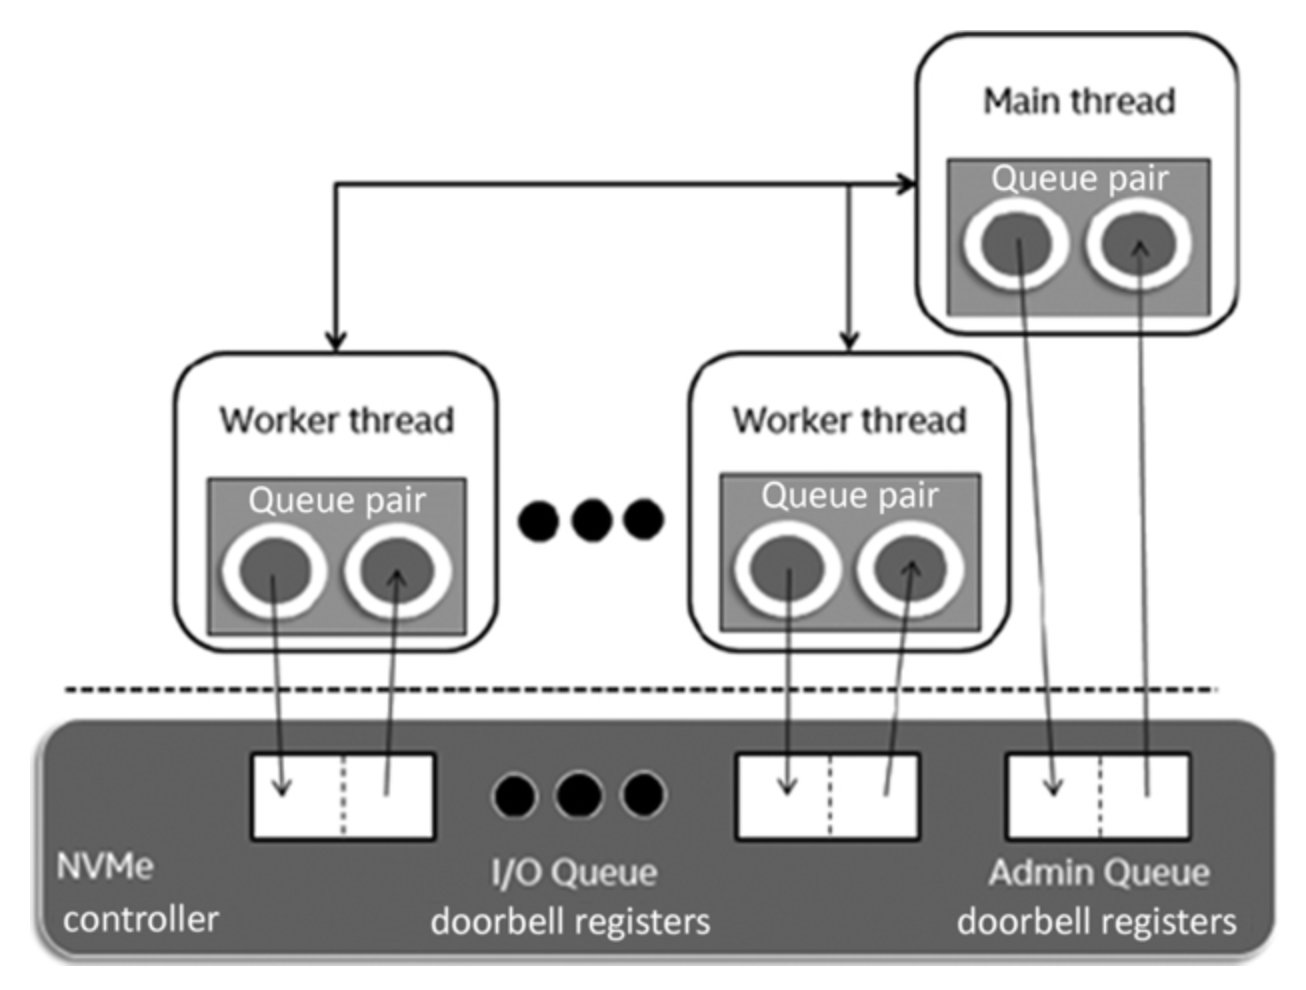 Main thread
Queue pair
Worker thread
Queue pair
Worker thread
Queue pair
NVMe
controller
I/O Queue
doorbell registers
Admin Queue
doorbell registers